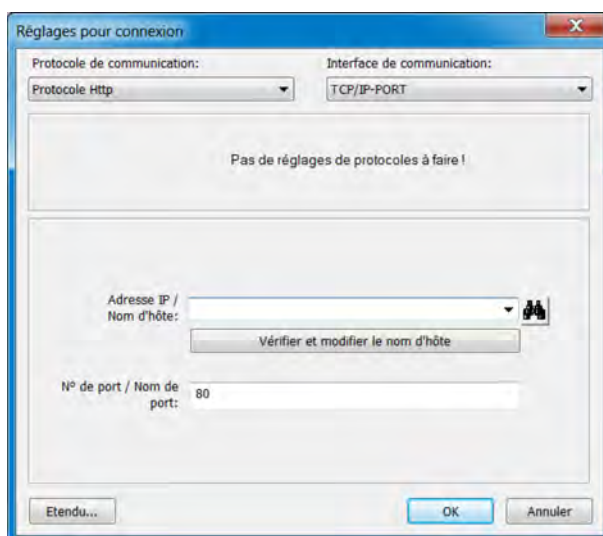 Réglages pour connexion
Protocole de communication: Interface de communication:
Protocole Http TCP/IP-PORT
Pas de réglages de protocoles à faire !
Adresse IP /
Nom d'hôte:
Vérifier et modifier le nom d'hôte
Nº de port / Nom de
port: 80
Etendu... OK Annuler